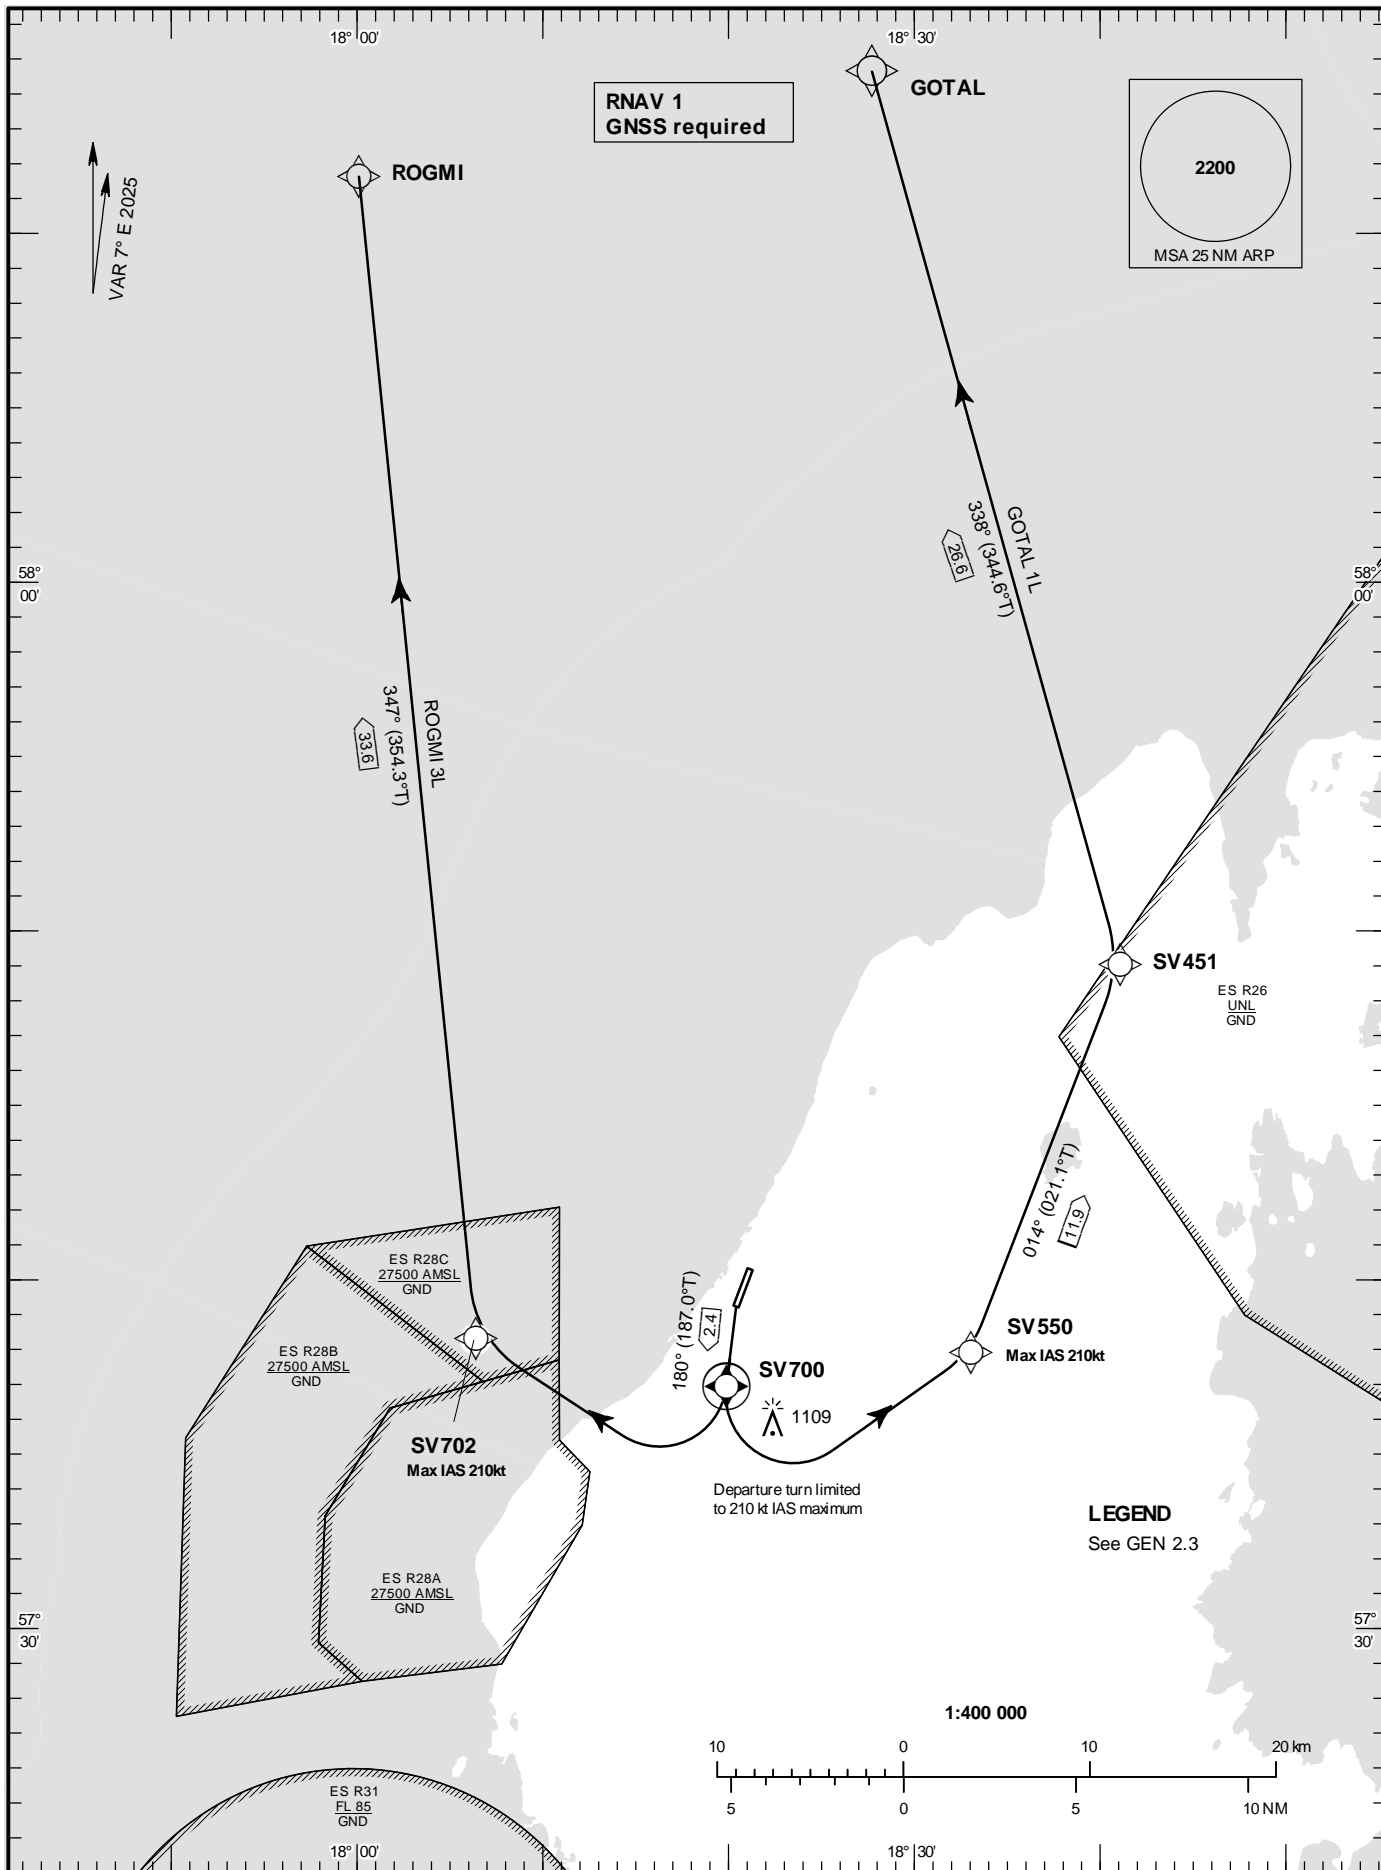 18° 00'
18° 30'
RNAV 1
GNSS required
GOTAL
2200
MSA 25 NM ARP
ROGMI
VAR 7° E 2025
GOTAL 1L
338° (344.6°T)
26.6
58°
00'
58°
00'
ROGMI 3L
347° (354.3°T)
33.6
SV451
ES R26
UNL
GND
014° (021.1°T)
11.9
ES R28C
27500 AMSL
GND
180° (187.0°T)
2.4
SV550
Max IAS 210kt
ES R28B
27500 AMSL
GND
SV700
1109
SV702
Max IAS 210kt
Departure turn limited
to 210 kt IAS maximum
LEGEND
See GEN 2.3
ES R28A
27500 AMSL
GND
57°
30'
57°
30'
1:400 000
10 0 10 20 km
5 0 5 10 NM
ES R31
FL 85
GND
18° 00'
18° 30'